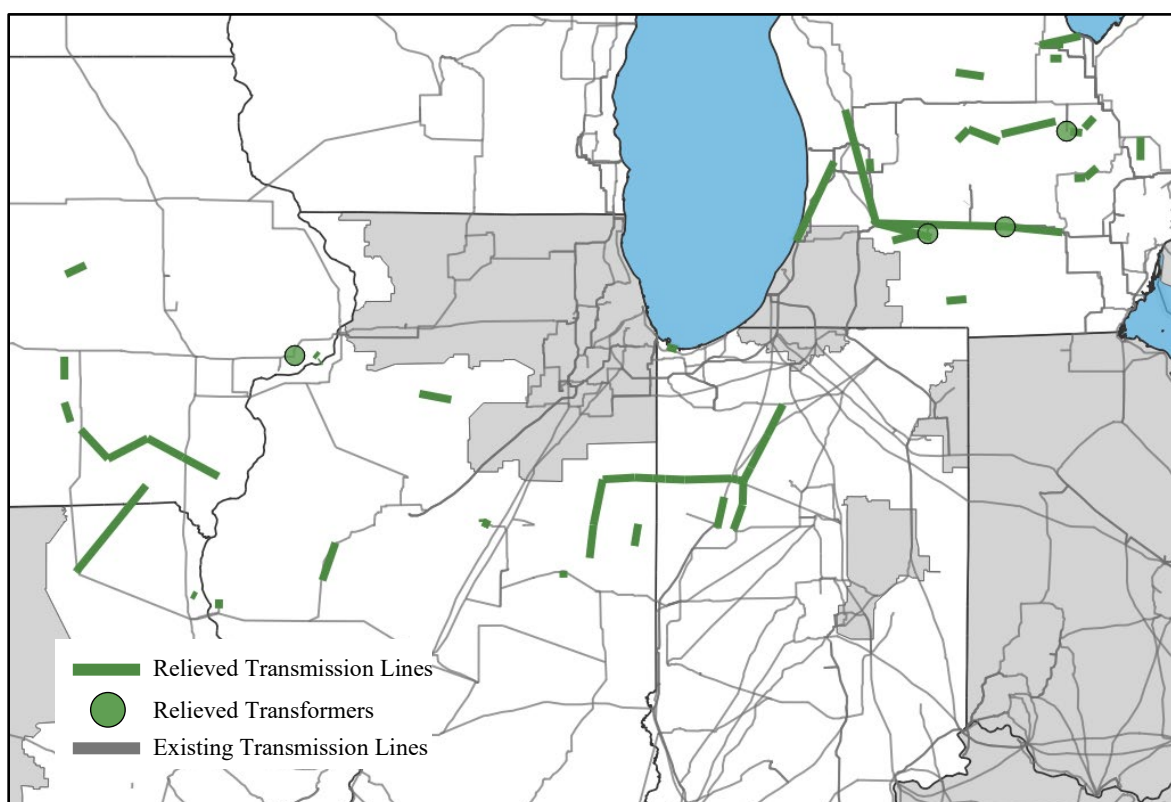 Relieved Transmission Lines
Relieved Transformers
Existing Transmission Lines